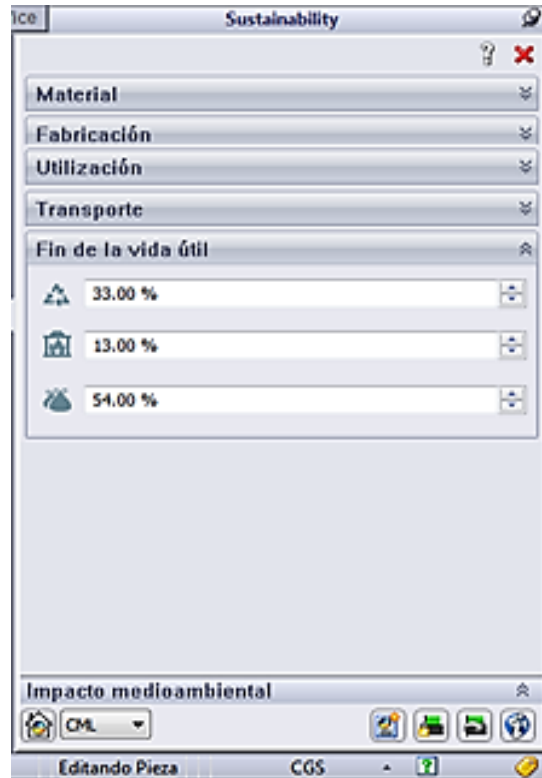 ice
Sustainability
Material
Fabricación
Utilización
Transporte
Fin de la vida útil
33.00 %
13.00 %
54.00 %
Impacto medioambiental
CML
Editando Pieza CGS